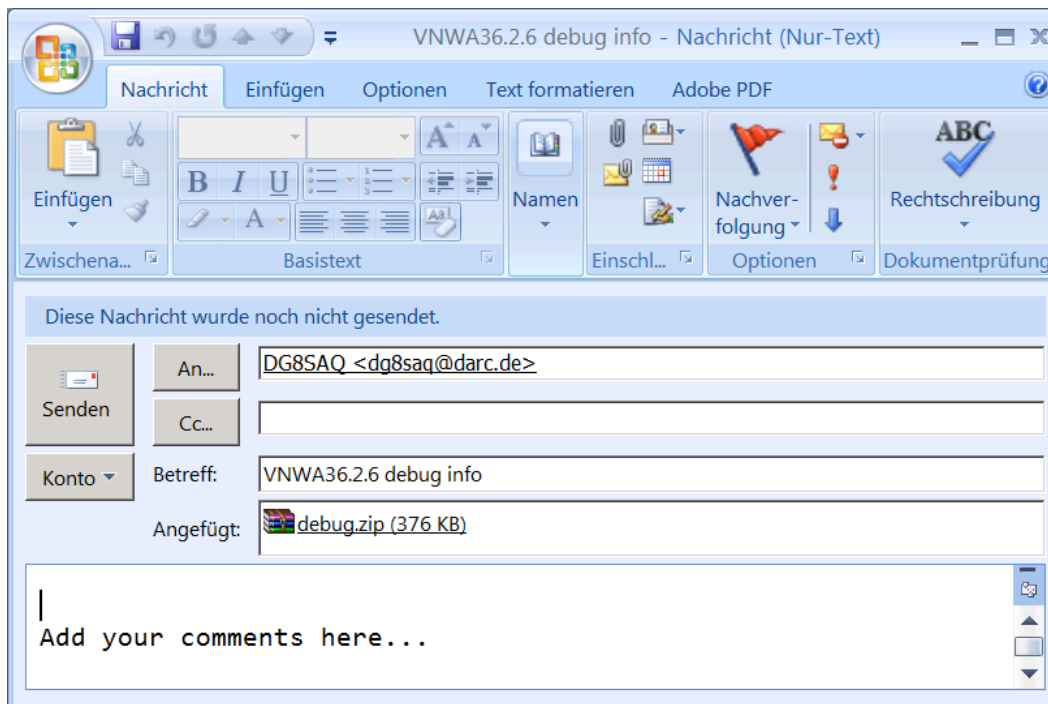 VNWA36.2.6 debug info - Nachricht (Nur-Text)
Nachricht Einfügen Optionen Text formatieren Adobe PDF
Einfügen
B I U A A
A Aa
Namen
Nachver-
folgung
ABC
Rechtschreibung
Zwischena... Basistext Einschl... Optionen Dokumentprüfung
Diese Nachricht wurde noch nicht gesendet.
Senden
An... DG8SAQ <dg8saq@darc.de>
Cc...
Konto Betreff: VNWA36.2.6 debug info
Angefügt: debug.zip (376 KB)
Add your comments here...